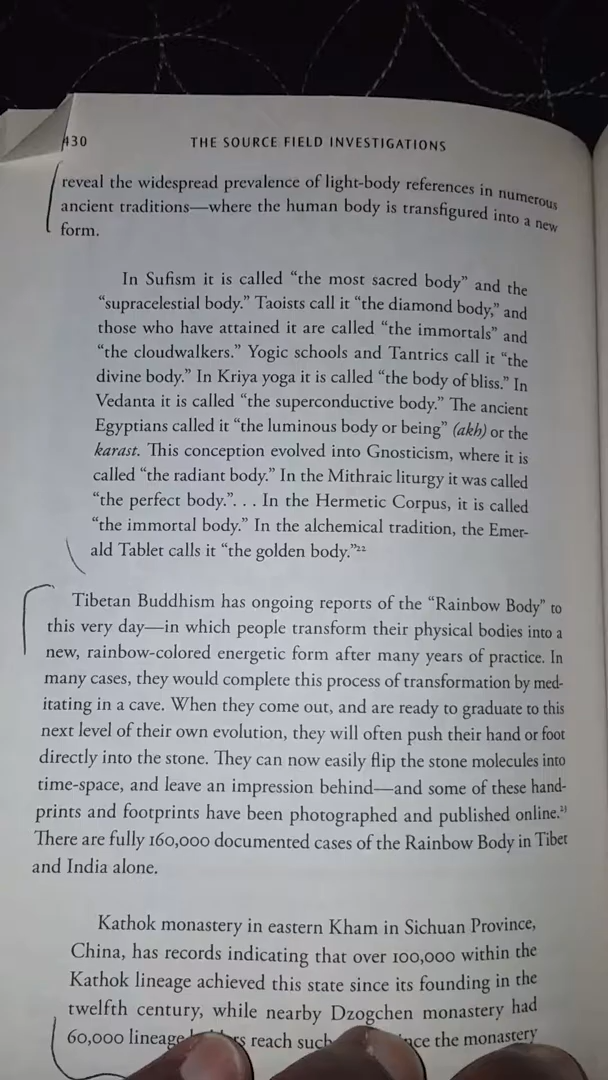 430 THE SOURCE FIELD INVESTIGATIONS
reveal the widespread prevalence of light-body references in numerous
ancient traditions—where the human body is transfigured into a new
form.
In Sufism it is called “the most sacred body” and the
“supracelestial body.” Taoists call it “the diamond body,” and
those who have attained it are called “the immortals” and
“the cloudwalkers.” Yogic schools and Tantrics call it “the
divine body.” In Kriya yoga it is called “the body of bliss.” In
Vedanta it is called “the superconductive body.” The ancient
Egyptians called it “the luminous body or being” (akh) or the
karast. This conception evolved into Gnosticism, where it is
called “the radiant body.” In the Mithraic liturgy it was called
“the perfect body.”. . . In the Hermetic Corpus, it is called
“the immortal body.” In the alchemical tradition, the Emer-
ald Tablet calls it “the golden body.”22
Tibetan Buddhism has ongoing reports of the “Rainbow Body” to
this very day—in which people transform their physical bodies into a
new, rainbow-colored energetic form after many years of practice. In
many cases, they would complete this process of transformation by med-
itating in a cave. When they come out, and are ready to graduate to this
next level of their own evolution, they will often push their hand or foot
directly into the stone. They can now easily flip the stone molecules into
time-space, and leave an impression behind—and some of these hand-
prints and footprints have been photographed and published online.23
There are fully 160,000 documented cases of the Rainbow Body in Tibet
and India alone.
Kathok monastery in eastern Kham in Sichuan Province,
China, has records indicating that over 100,000 within the
Kathok lineage achieved this state since its founding in the
twelfth century, while nearby Dzogchen monastery had
60,000 lineage reach such the monastery